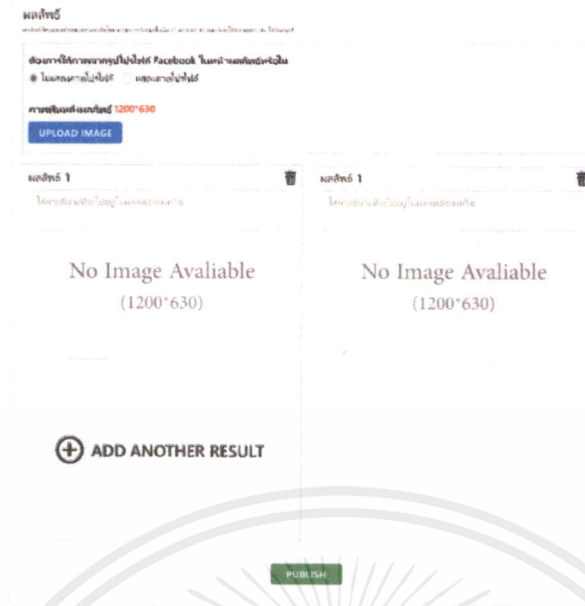 ผลลัพธ์
ต้องการใช้ภาพจากรูปโปรไฟล์ Facebook ในหน้าผลลัพธ์หรือไม่
ไม่แสดงภาพโปรไฟล์ แสดงภาพโปรไฟล์
ภาพพื้นหลังผลลัพธ์ 1200*630
UPLOAD IMAGE
ผลลัพธ์ 1
No Image Avaliable
(1200*630)
ผลลัพธ์ 1
No Image Avaliable
(1200*630)
ADD ANOTHER RESULT
PUBLISH